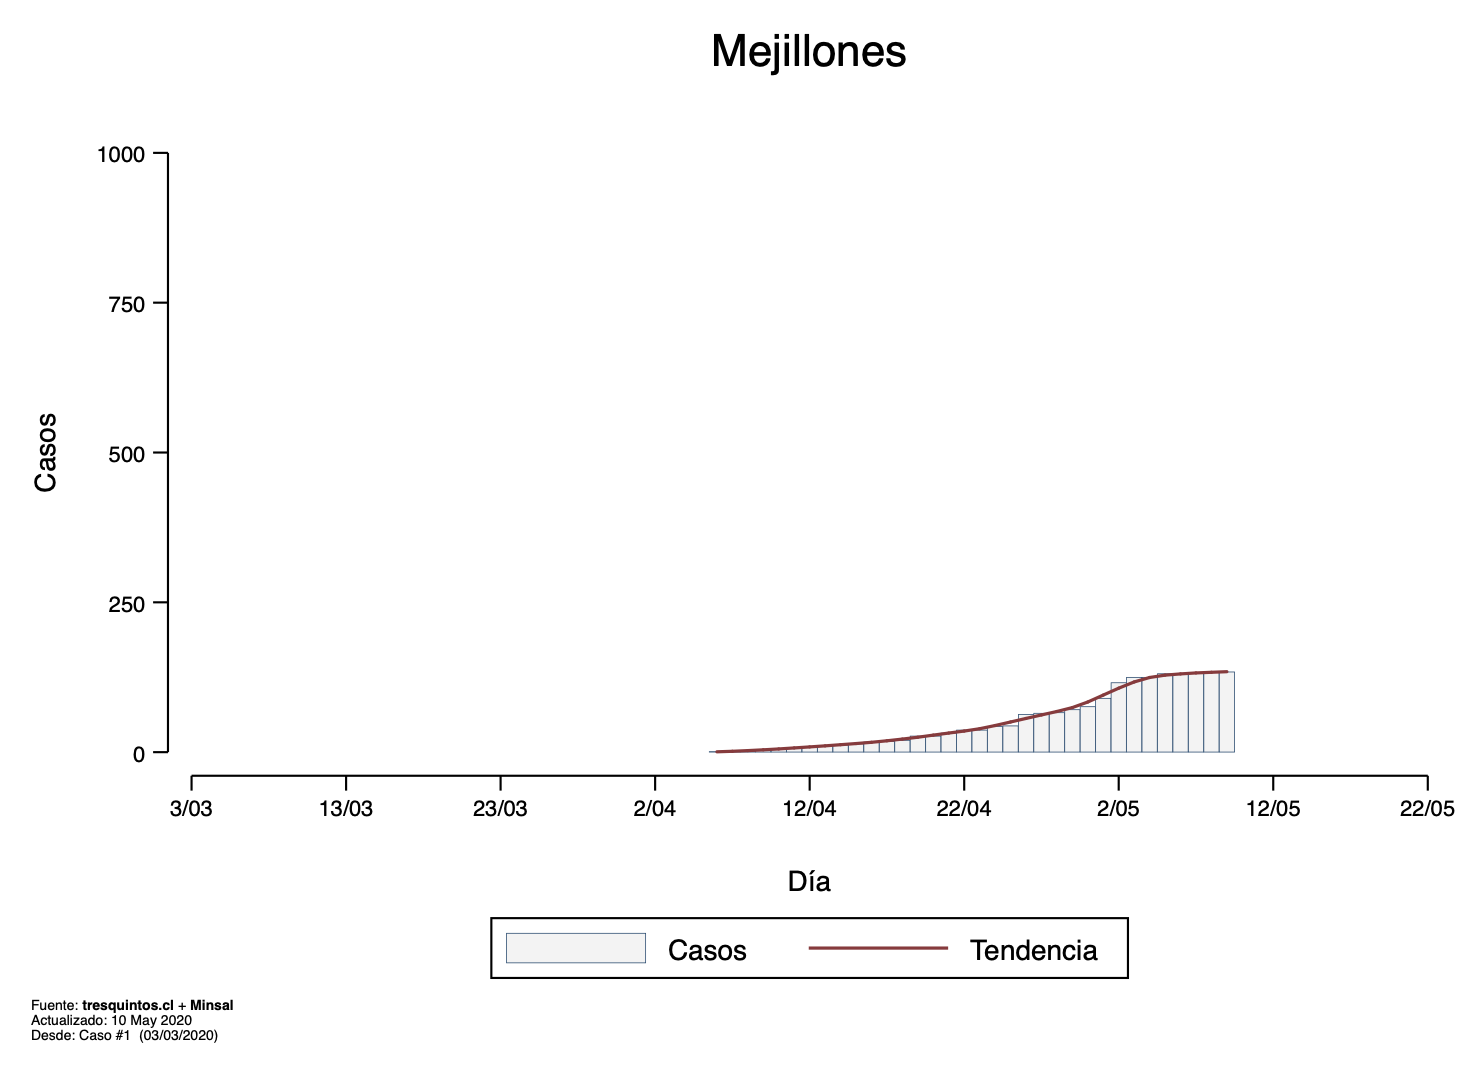 Mejillones
1000
750
500
250
0
Casos
3/03 13/03 23/03 2/04 12/04 22/04 2/05 12/05 22/05
Día
Casos Tendencia
Fuente: tresquintos.cl + Minsal
Actualizado: 10 May 2020
Desde: Caso #1 (03/03/2020)